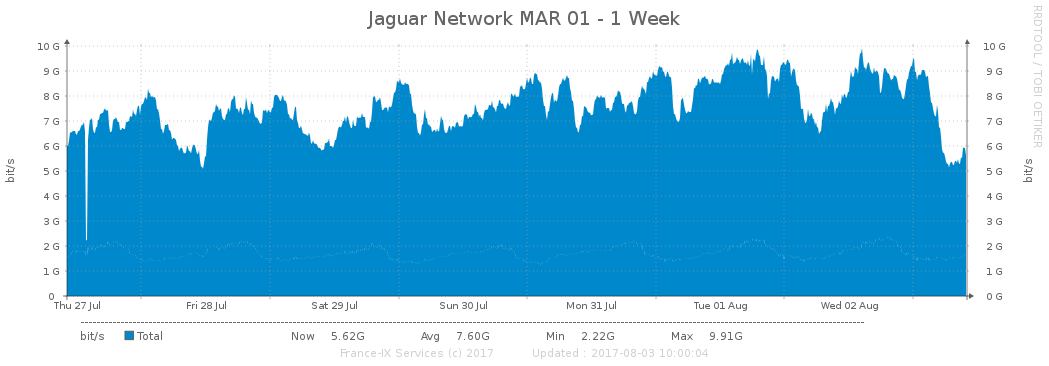 Jaguar Network MAR 01 - 1 Week
RRDTOOL / TOBI OETIKER
bit/s
10 G 10 G
9 G 9 G
8 G 8 G
7 G 7 G
6 G 6 G
5 G 5 G
4 G 4 G
3 G 3 G
2 G 2 G
1 G 1 G
0 0 G
bit/s
Thu 27 Jul Fri 28 Jul Sat 29 Jul Sun 30 Jul Mon 31 Jul Tue 01 Aug Wed 02 Aug
bit/s Total Now 5.62G Avg 7.60G Min 2.22G Max 9.91G
France-IX Services (c) 2017 Updated : 2017-08-03 10:00:04